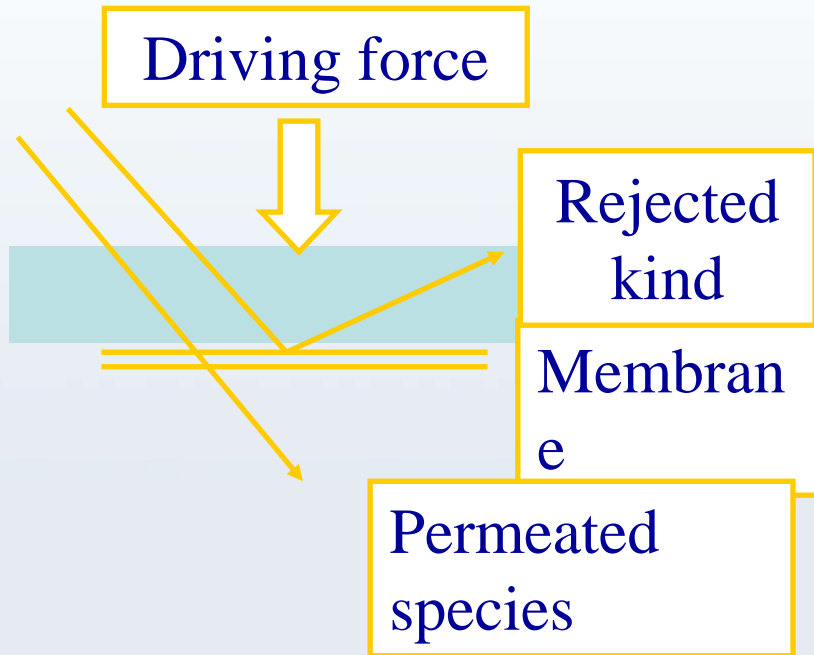 Driving force
Rejected
kind
Membran
e
Permeated
species